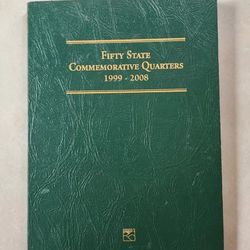 FIFTY STATE
COMMEMORATIVE QUARTERS
1999 - 2008